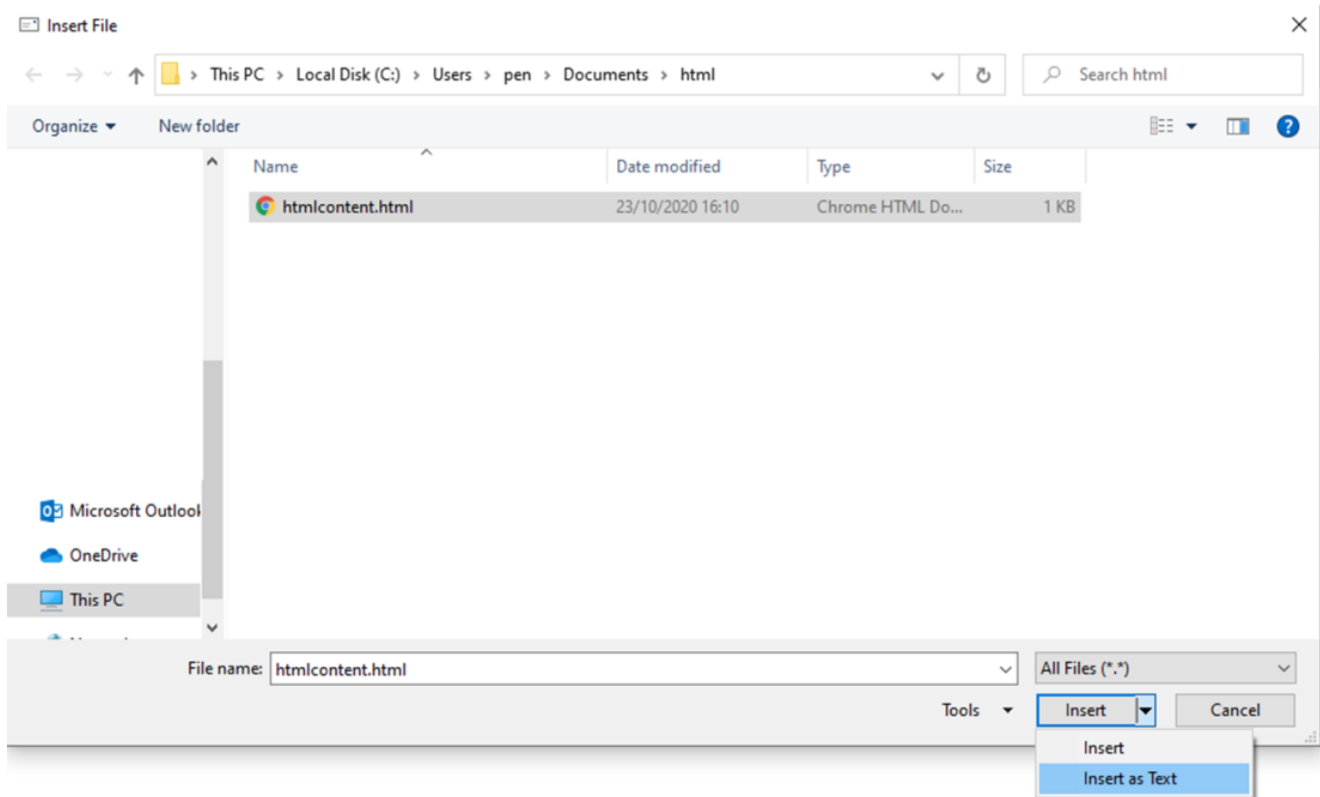 Insert File
This PC > Local Disk (C:) > Users > pen > Documents > html
Search html
Organize
New folder
Name
Date modified
Type
Size
htmlcontent.html
23/10/2020 16:10
Chrome HTML Do...
1 KB
Microsoft Outlook
OneDrive
This PC
File name:
htmlcontent.html
All Files (*.*)
Tools
Insert
Cancel
Insert
Insert as Text